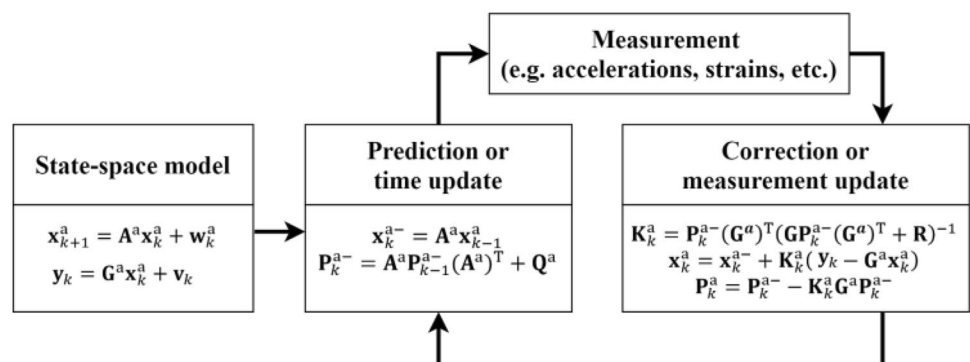 Measurement
(e.g. accelerations, strains, etc.)
State-space model
x^a_{k+1} = A^a x^a_k + w^a_k
y_k = G^a x^a_k + v_k
Prediction or
time update
x^{a−}_k = A^a x^a_{k−1}
P^{a−}_k = A^a P^{a−}_{k−1}(A^a)^T + Q^a
Correction or
measurement update
K^a_k = P^{a−}_k(G^a)^T(GP^{a−}_k(G^a)^T + R)^{−1}
x^a_k = x^{a−}_k + K^a_k( y_k − G^a x^a_k)
P^a_k = P^{a−}_k − K^a_k G^a P^{a−}_k